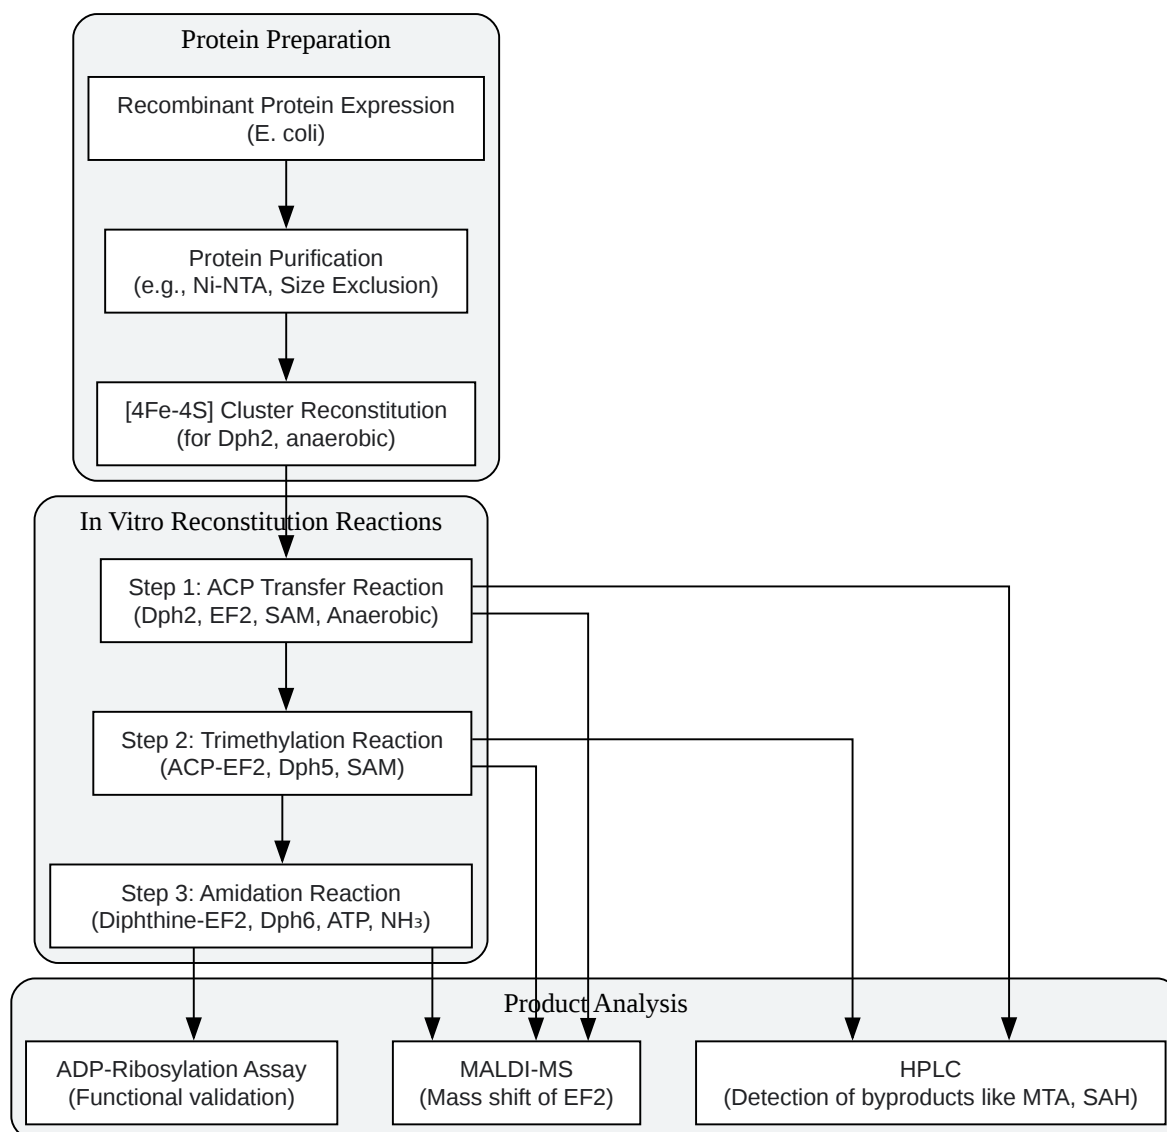 Protein Preparation
Recombinant Protein Expression
(E. coli)
Protein Purification
(e.g., Ni-NTA, Size Exclusion)
[4Fe-4S] Cluster Reconstitution
(for Dph2, anaerobic)
In Vitro Reconstitution Reactions
Step 1: ACP Transfer Reaction
(Dph2, EF2, SAM, Anaerobic)
Step 2: Trimethylation Reaction
(ACP-EF2, Dph5, SAM)
Step 3: Amidation Reaction
(Diphthine-EF2, Dph6, ATP, NH₃)
Product Analysis
ADP-Ribosylation Assay
(Functional validation)
MALDI-MS
(Mass shift of EF2)
HPLC
(Detection of byproducts like MTA, SAH)